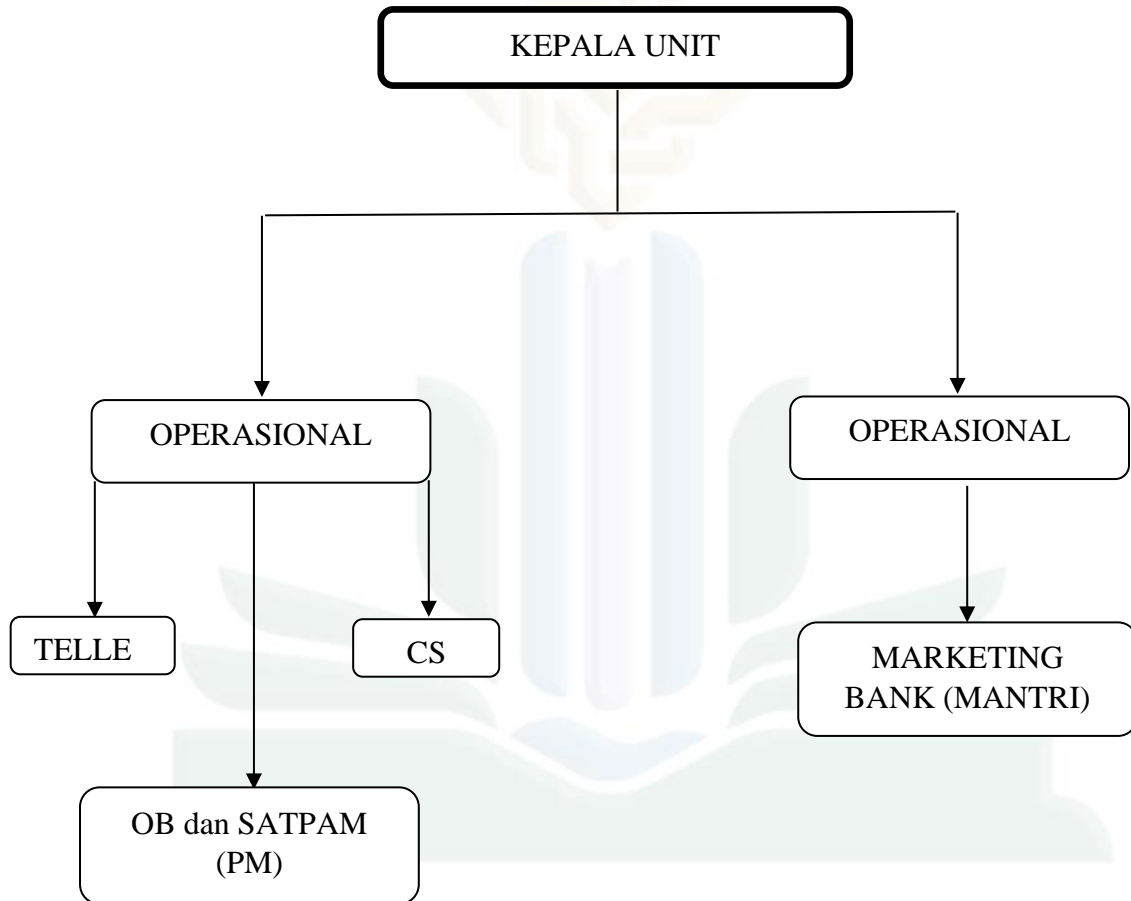 KEPALA UNIT
OPERASIONAL
OPERASIONAL
TELLE
CS
MARKETING
BANK (MANTRI)
OB dan SATPAM
(PM)